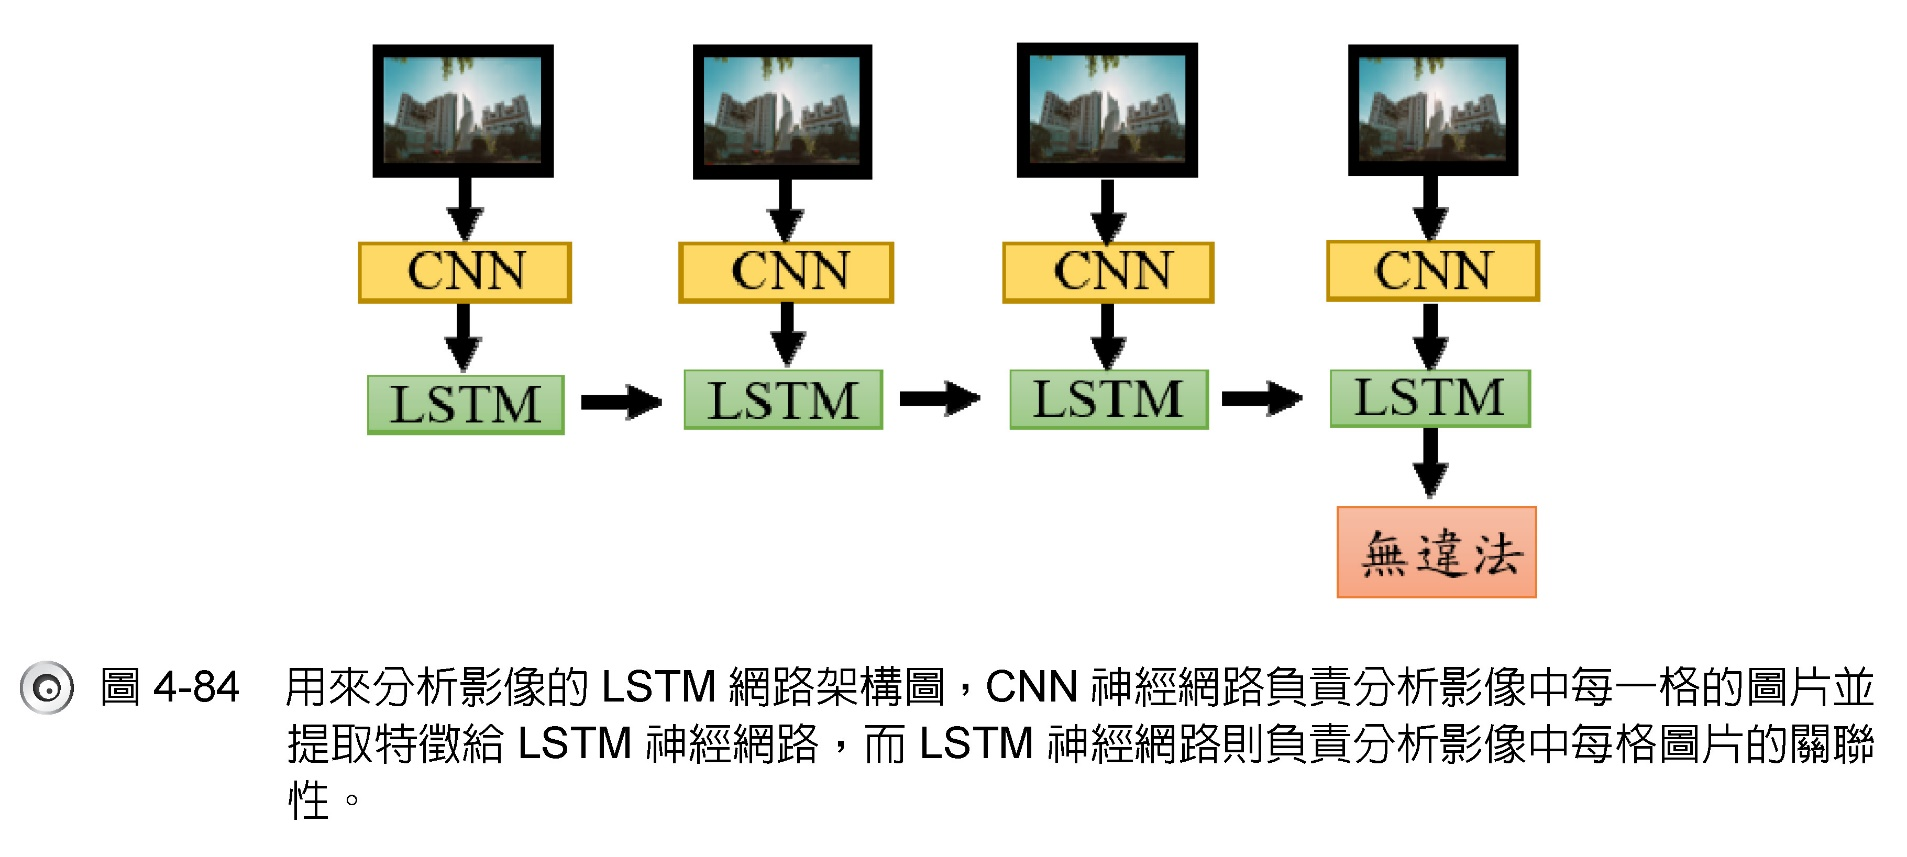 CNN CNN CNN CNN
LSTM LSTM LSTM LSTM
無違法
圖 4-84 用來分析影像的 LSTM 網路架構圖，CNN 神經網路負責分析影像中每一格的圖片並
提取特徵給 LSTM 神經網路，而 LSTM 神經網路則負責分析影像中每格圖片的關聯
性。